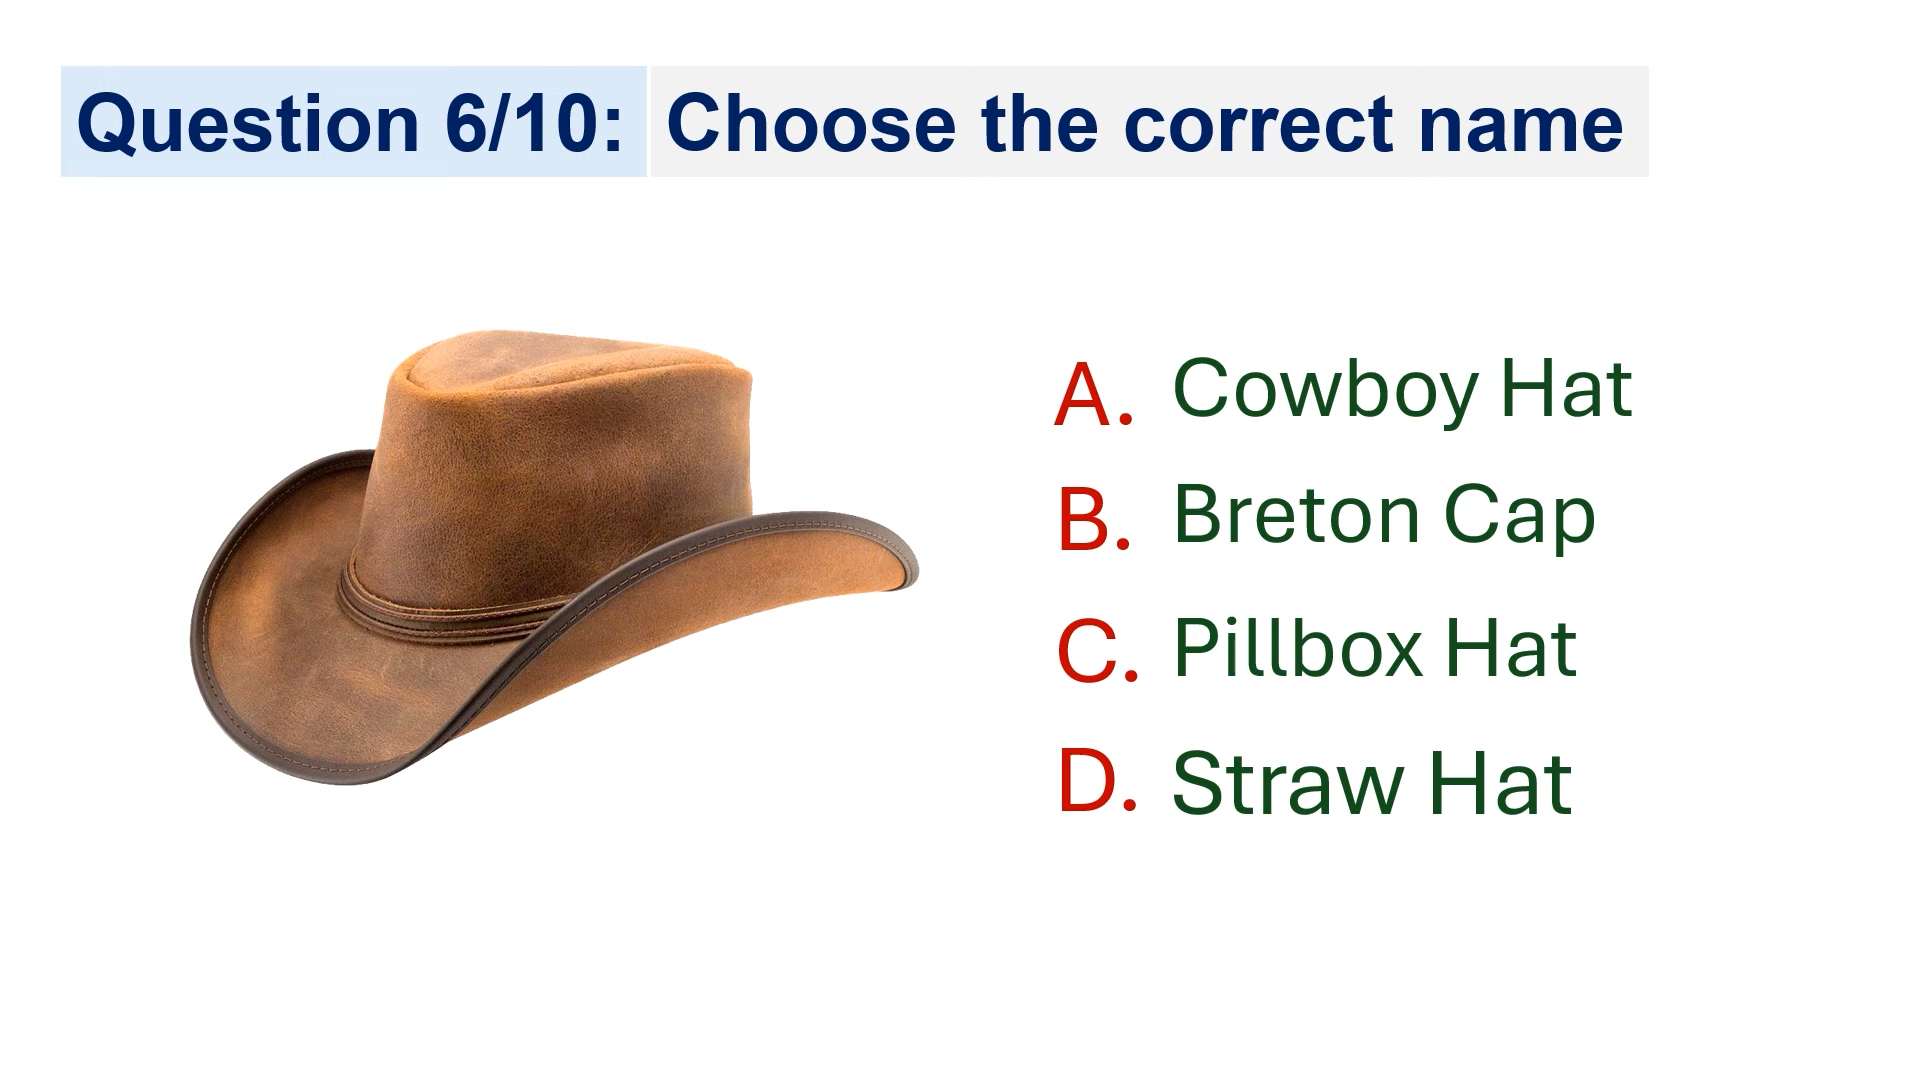 Question 6/10: Choose the correct name
A. Cowboy Hat
B. Breton Cap
C. Pillbox Hat
D. Straw Hat